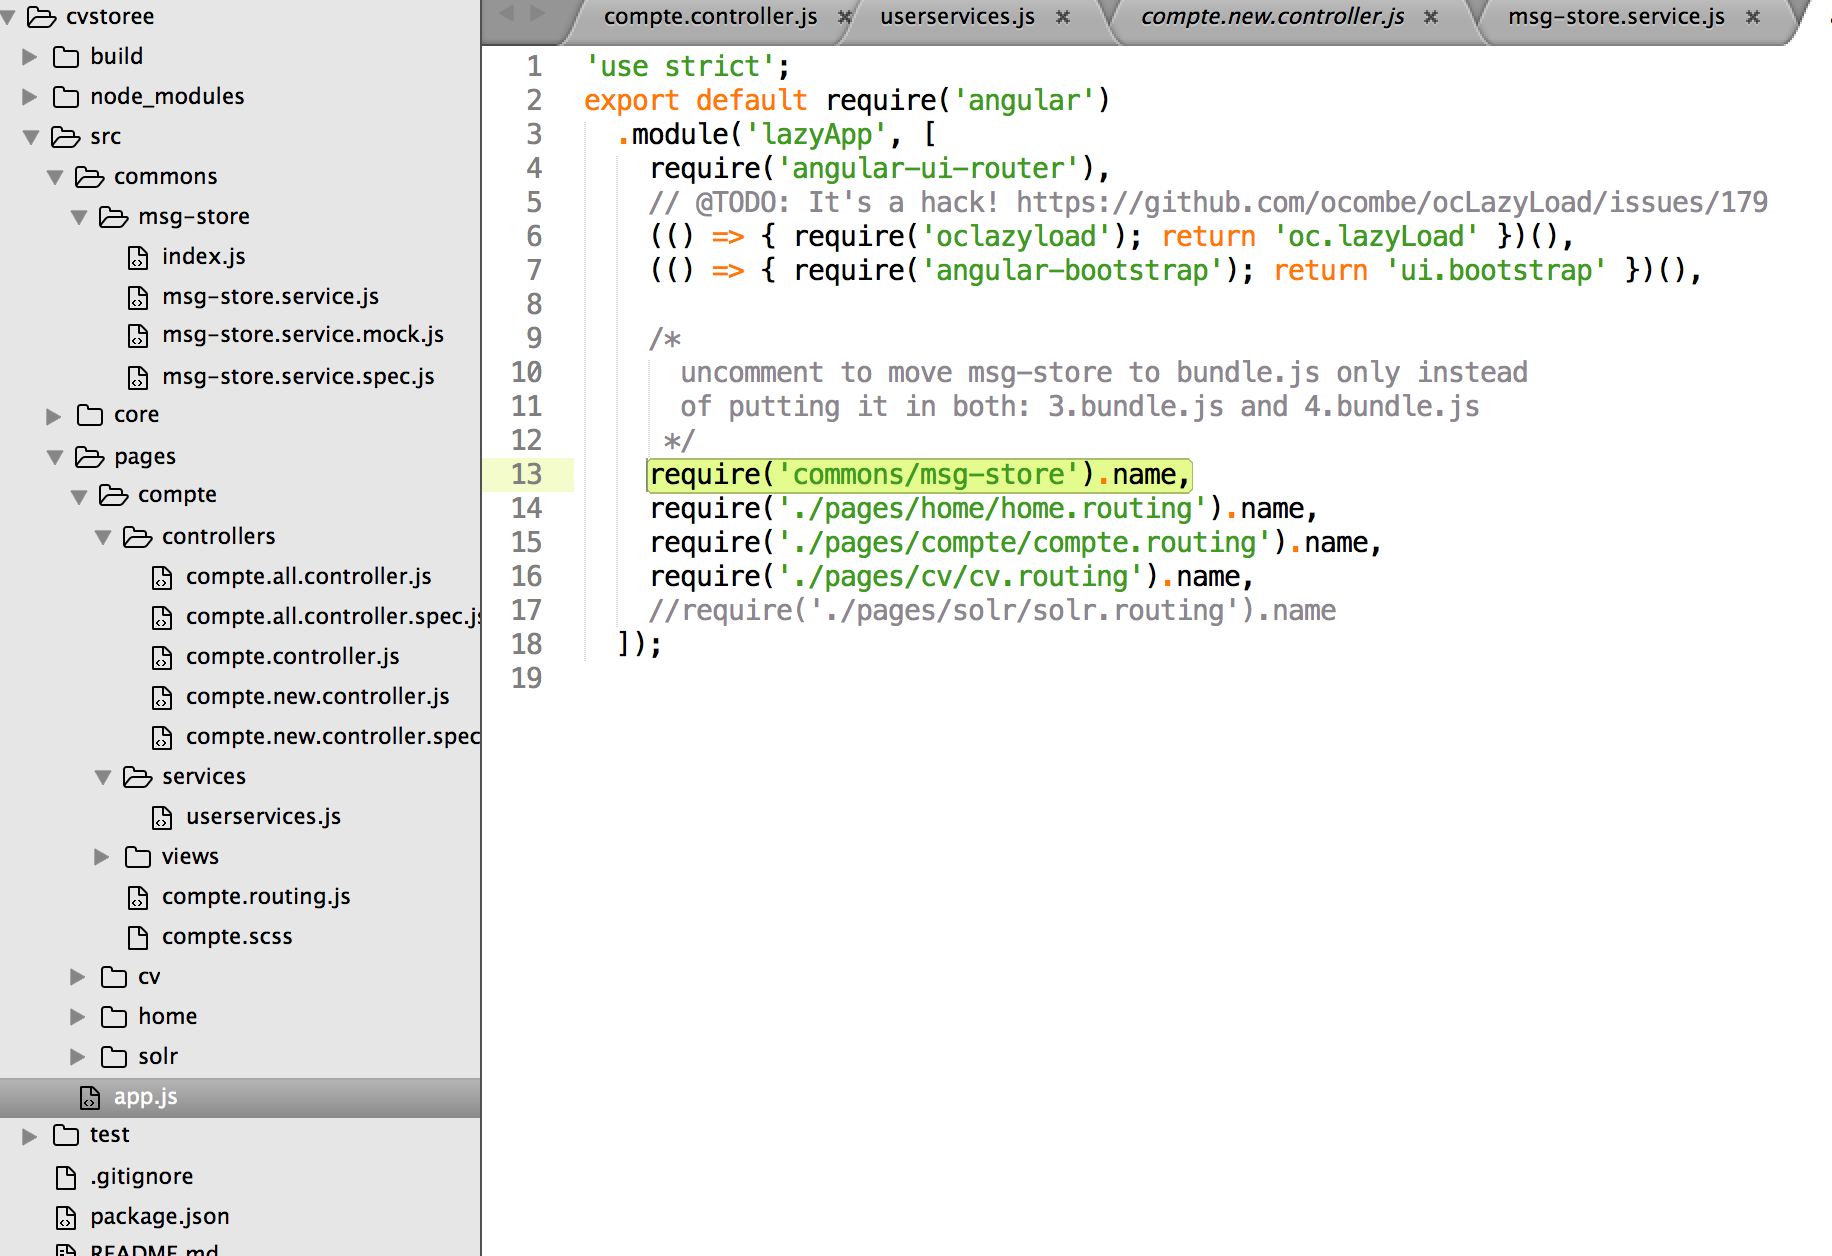 cvstoree
build
node_modules
src
commons
msg-store
index.js
msg-store.service.js
msg-store.service.mock.js
msg-store.service.spec.js
core
pages
compte
controllers
compte.all.controller.js
compte.all.controller.spec.js
compte.controller.js
compte.new.controller.js
compte.new.controller.spec
services
userservices.js
views
compte.routing.js
compte.scss
cv
home
solr
app.js
test
.gitignore
package.json
README.md
compte.controller.js × userservices.js × compte.new.controller.js × msg-store.service.js ×
1 'use strict';
2 export default require('angular')
3 .module('lazyApp', [
4 require('angular-ui-router'),
5 // @TODO: It's a hack! https://github.com/ocombe/ocLazyLoad/issues/179
6 (() => { require('oclazyload'); return 'oc.lazyLoad' })(),
7 (() => { require('angular-bootstrap'); return 'ui.bootstrap' })(),
8
9 /*
10 uncomment to move msg-store to bundle.js only instead
11 of putting it in both: 3.bundle.js and 4.bundle.js
12 */
13 require('commons/msg-store').name,
14 require('./pages/home/home.routing').name,
15 require('./pages/compte/compte.routing').name,
16 require('./pages/cv/cv.routing').name,
17 //require('./pages/solr/solr.routing').name
18 ]);
19